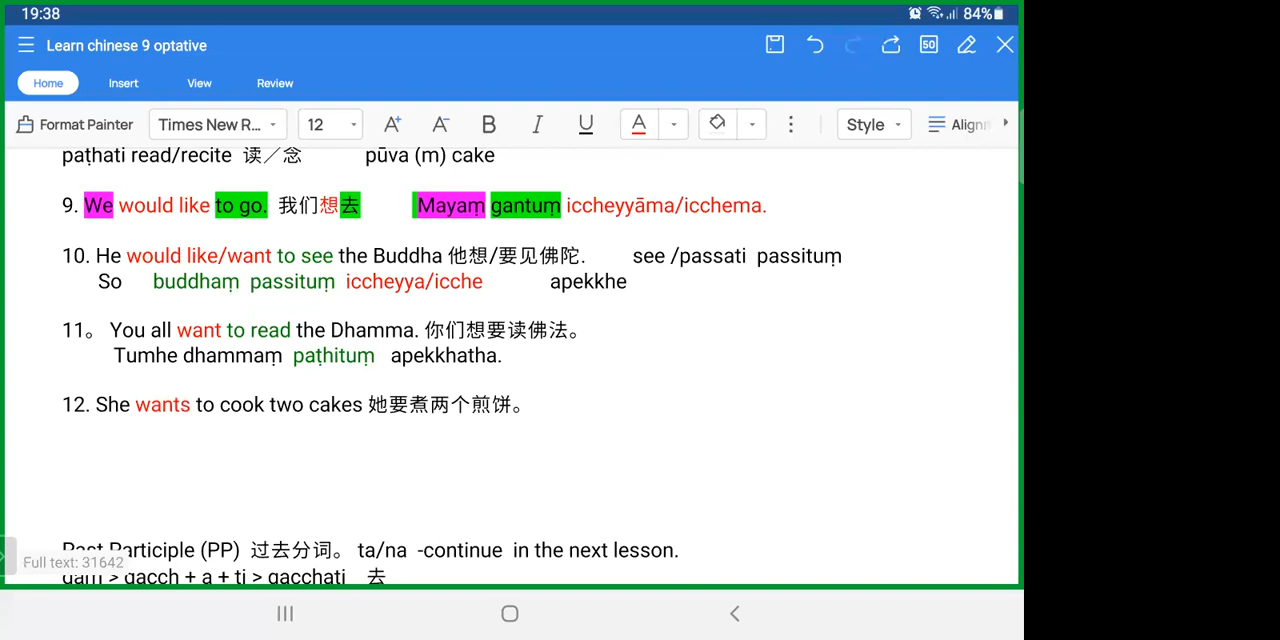 19:38 84%
Learn chinese 9 optative 50
Home Insert View Review
Format Painter Times New R... 12 A+ A- B I U A Style Align
paṭhati read/recite 读／念 pūva (m) cake
9. We would like to go. 我们想去 Mayaṃ gantuṃ iccheyyāma/icchema.
10. He would like/want to see the Buddha 他想/要见佛陀. see /passati passituṃ
So buddhaṃ passituṃ iccheyya/icche apekkhe
11。 You all want to read the Dhamma. 你们想要读佛法。
Tumhe dhammaṃ paṭhituṃ apekkhatha.
12. She wants to cook two cakes 她要煮两个煎饼。
Past Participle (PP) 过去分词。 ta/na -continue in the next lesson.
Full text: 31642
gam > gacch + a + ti > gacchati 去